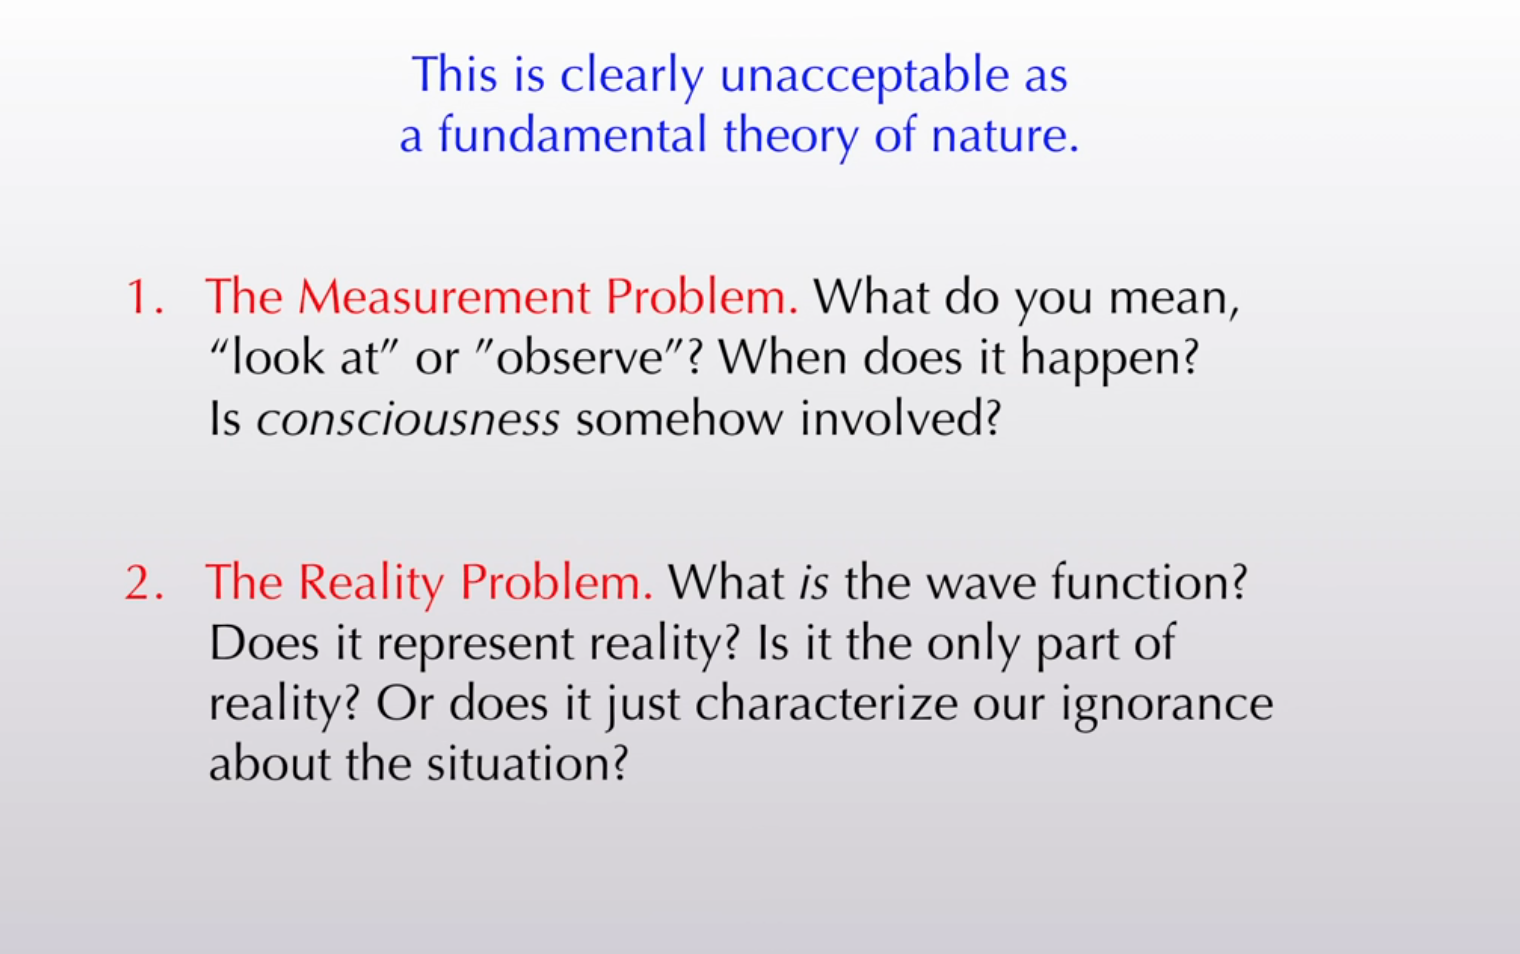 This is clearly unacceptable as
a fundamental theory of nature.
1. The Measurement Problem. What do you mean,
“look at” or ”observe”? When does it happen?
Is consciousness somehow involved?
2. The Reality Problem. What is the wave function?
Does it represent reality? Is it the only part of
reality? Or does it just characterize our ignorance
about the situation?